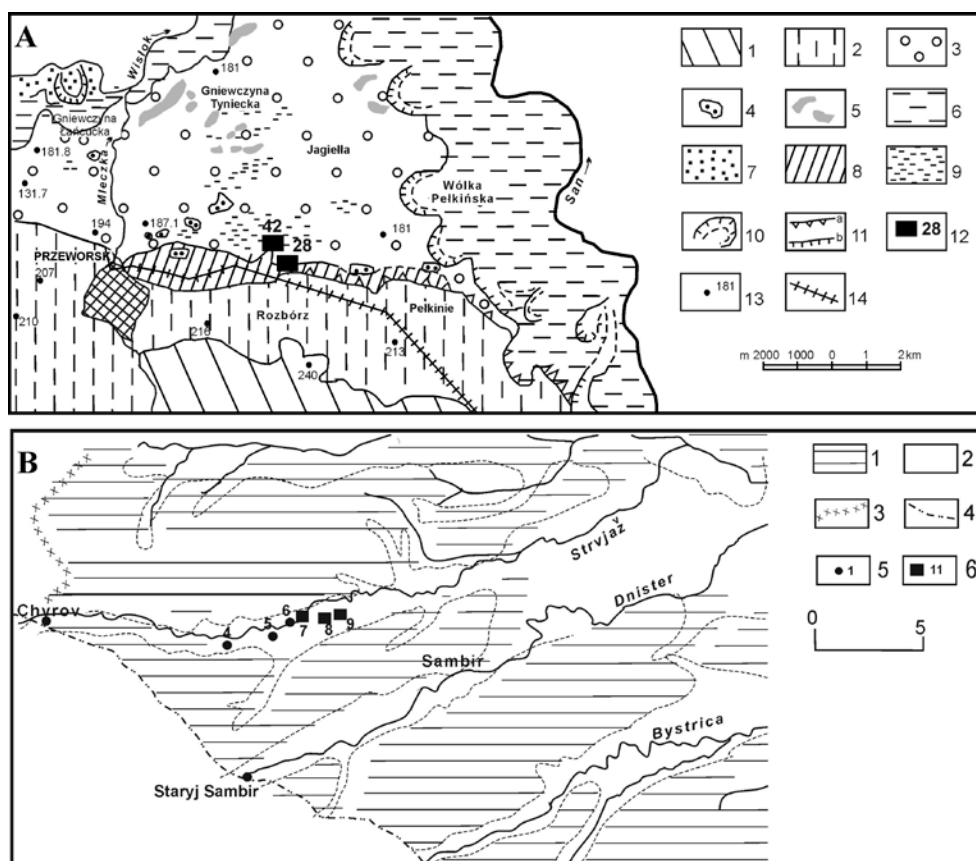 A
Wisłok
181
Gniewczyna
Tyniecka
Gniewczyna
Łańcucka
Mleczka
181.8
131.7
Jagiełła
Wólka
Pełkińska
San
194
187.1
42
28
181
PRZEWORSK
207
210
216
Rozbórz
Pełkinie
213
240
1
2
3
4
5
6
7
8
9
10
a
b
11
28
12
181
13
14
m 2000 1000 0 1 2km
B
Chyrov
4
5
6
7
8
9
Strvjaž
Dnister
Sambir
Bystrica
Staryj Sambir
1
2
3
4
1
5
11
6
0
5